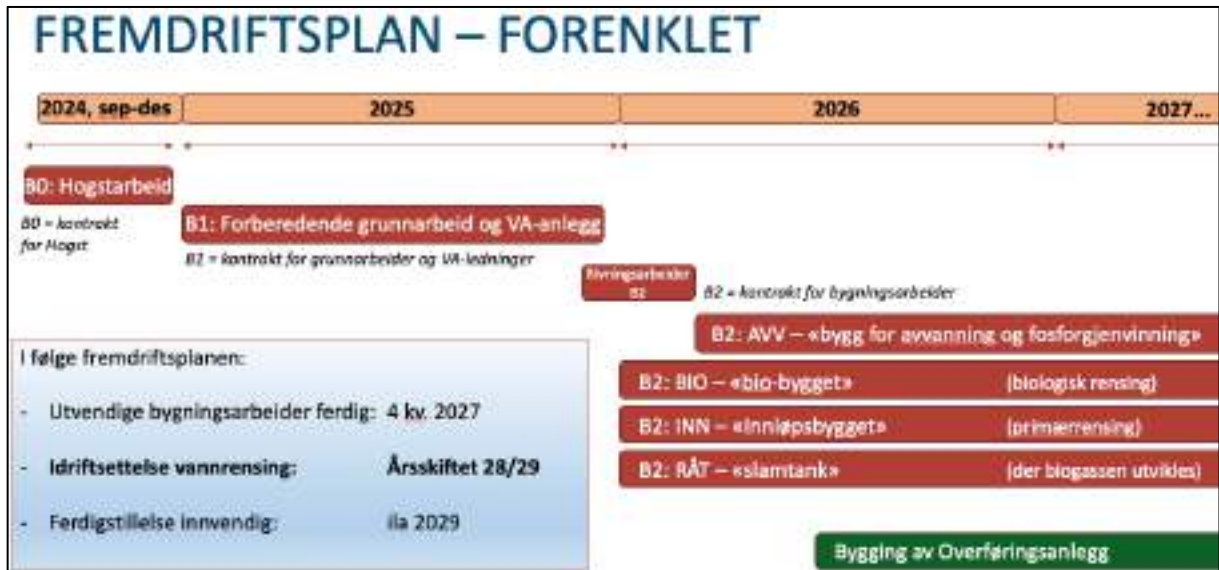 FREMDRIFTSPLAN – FORENKLET
2024, sep-des 2025 2026 2027...
B0: Hogstarbeid
B0 = kontrakt
for Hogst
B1: Forberedende grunnarbeid og VA-anlegg
B1 = kontrakt for grunnarbeider og VA-ledninger
Rivningsarbeider
B2
B2 = kontrakt for bygningsarbeider
B2: AVV – «bygg for avvanning og fosforgjenvinning»
B2: BIO – «bio-bygget» (biologisk rensing)
B2: INN – «innløpsbygget» (primærrensing)
B2: RÅT – «slamtank» (der biogassen utvikles)
Bygging av Overføringsanlegg
I følge fremdriftsplanen:
- Utvendige bygningsarbeider ferdig: 4 kv. 2027
- Idriftsettelse vannrensing: Årsskiftet 28/29
- Ferdigstillelse innvendig: ila 2029